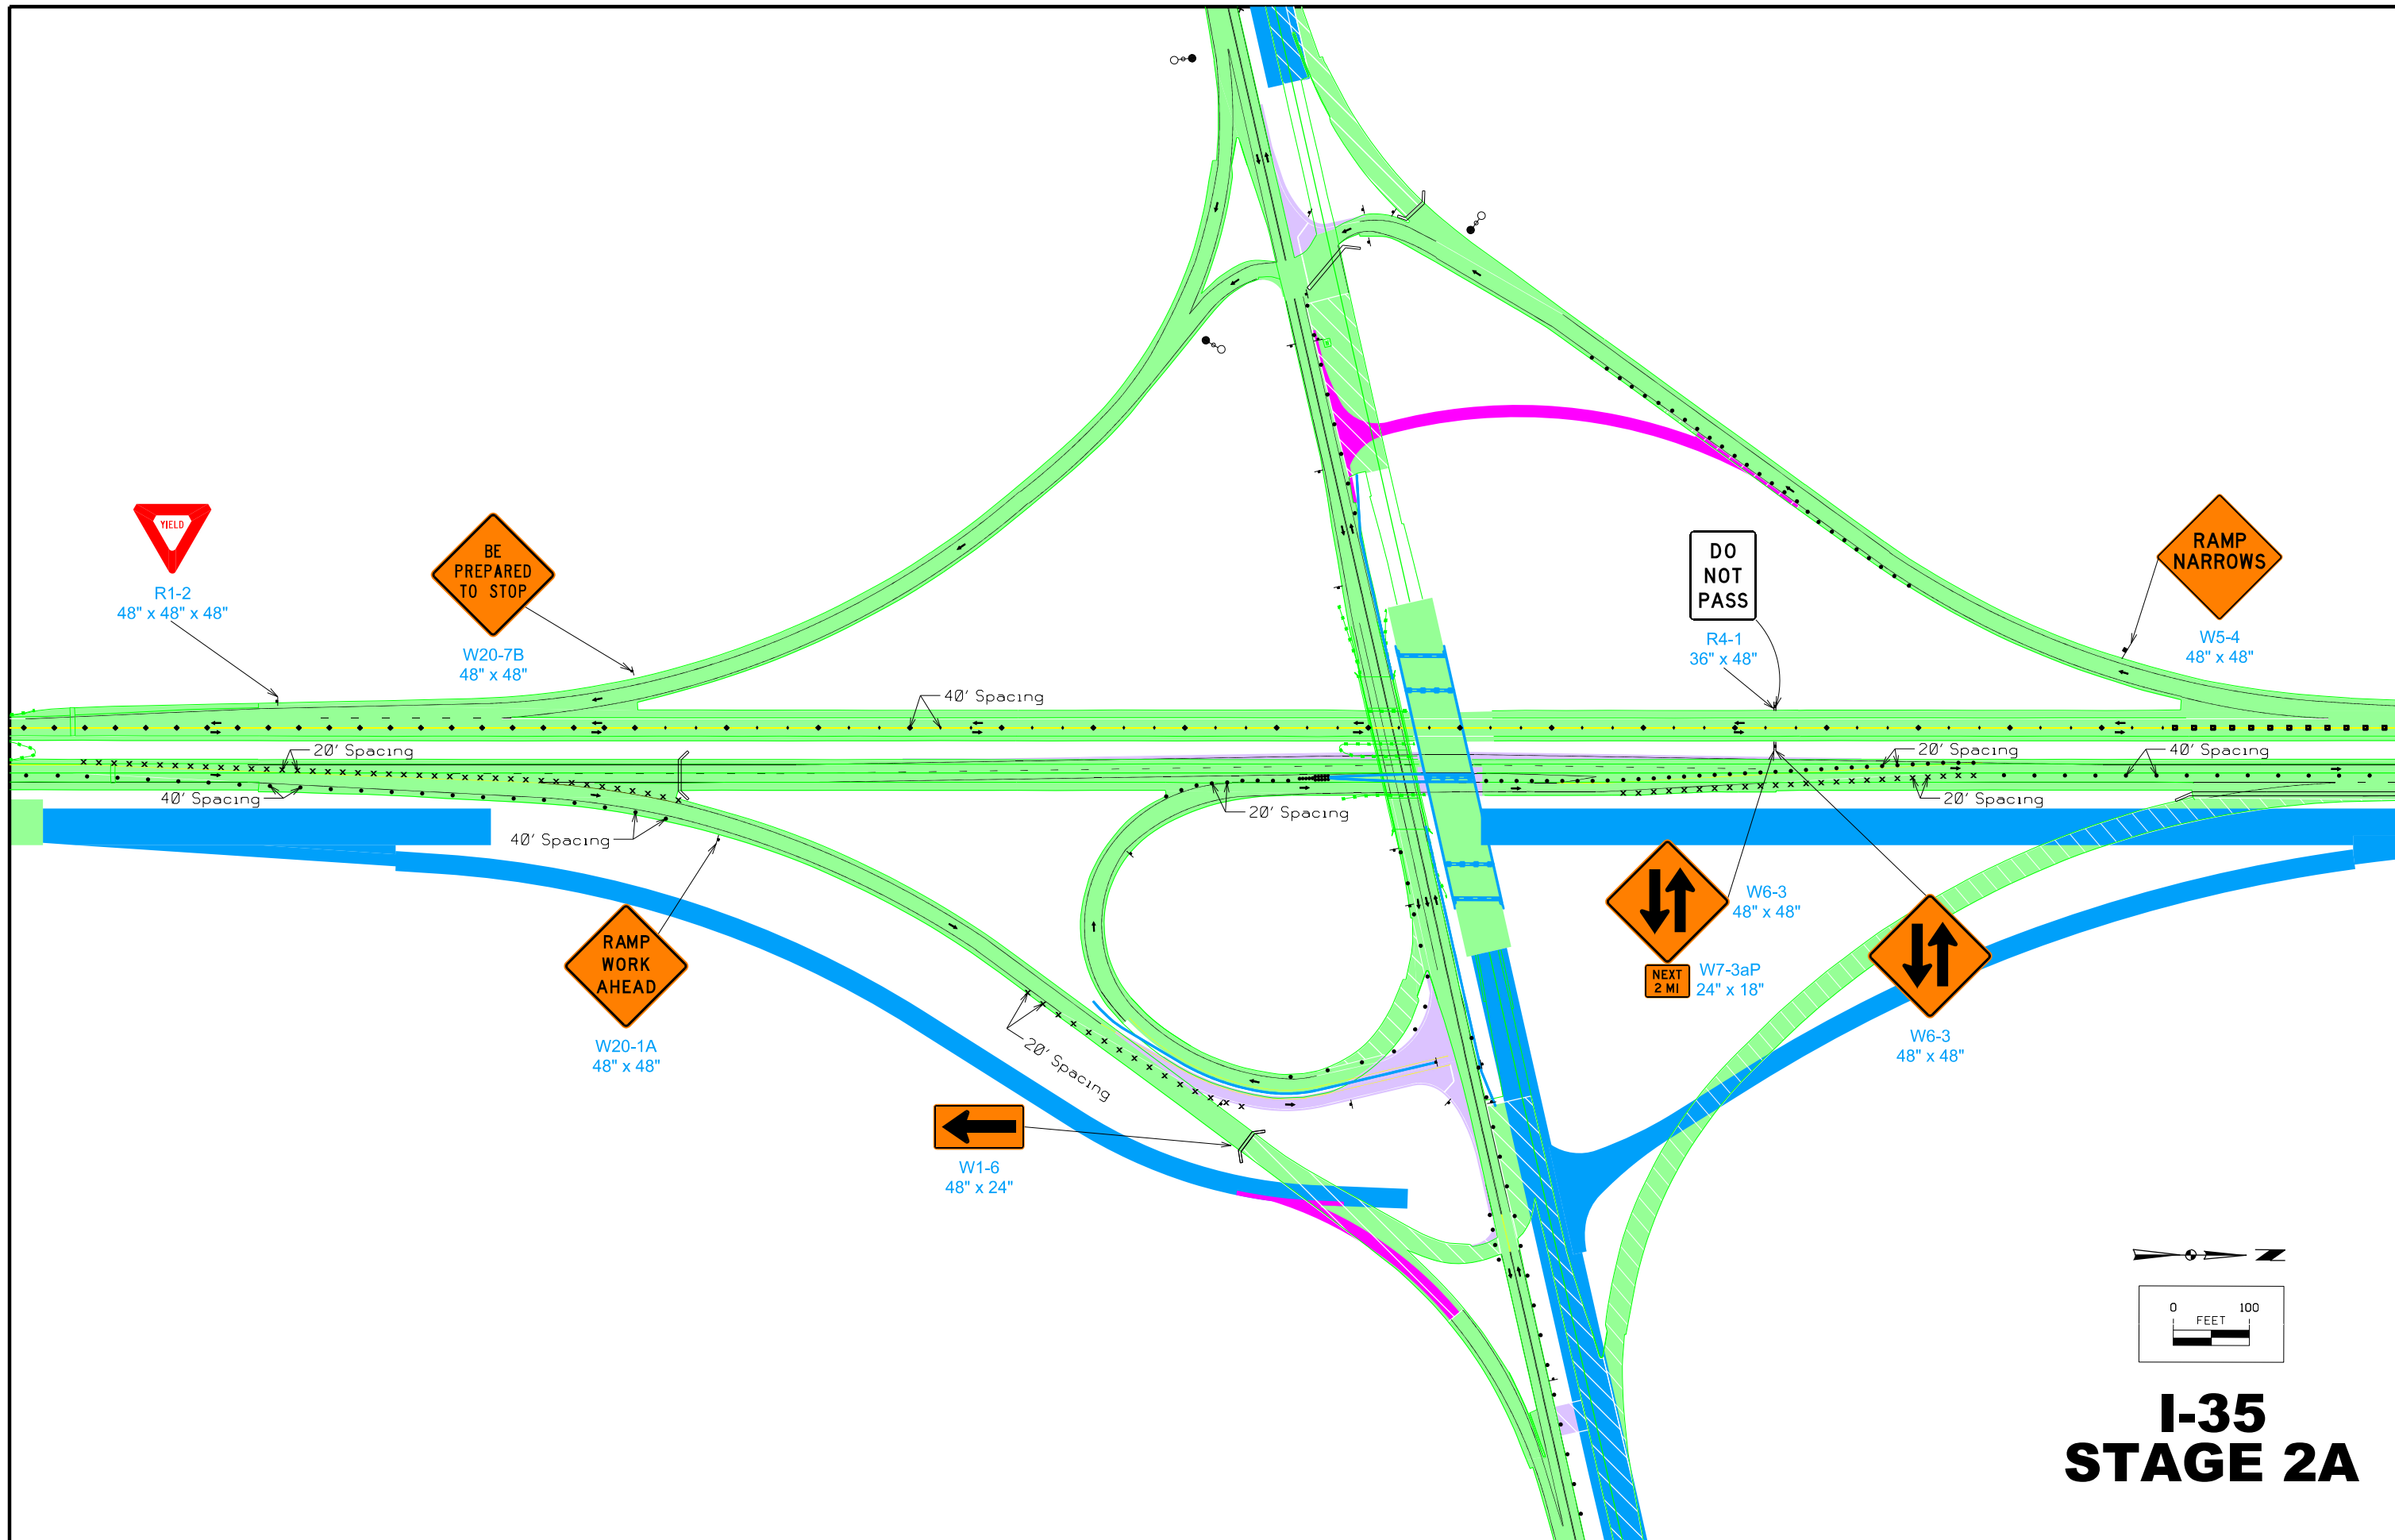 YIELD
R1-2
48" x 48" x 48"
BE
PREPARED
TO STOP
W20-7B
48" x 48"
DO
NOT
PASS
R4-1
36" x 48"
RAMP
NARROWS
W5-4
48" x 48"
40' Spacing
20' Spacing
20' Spacing
40' Spacing
40' Spacing
20' Spacing
20' Spacing
40' Spacing
RAMP
WORK
AHEAD
W20-1A
48" x 48"
W6-3
48" x 48"
NEXT
2 MI
W7-3aP
24" x 18"
W6-3
48" x 48"
20' Spacing
W1-6
48" x 24"
N
0 100
FEET
I-35
STAGE 2A